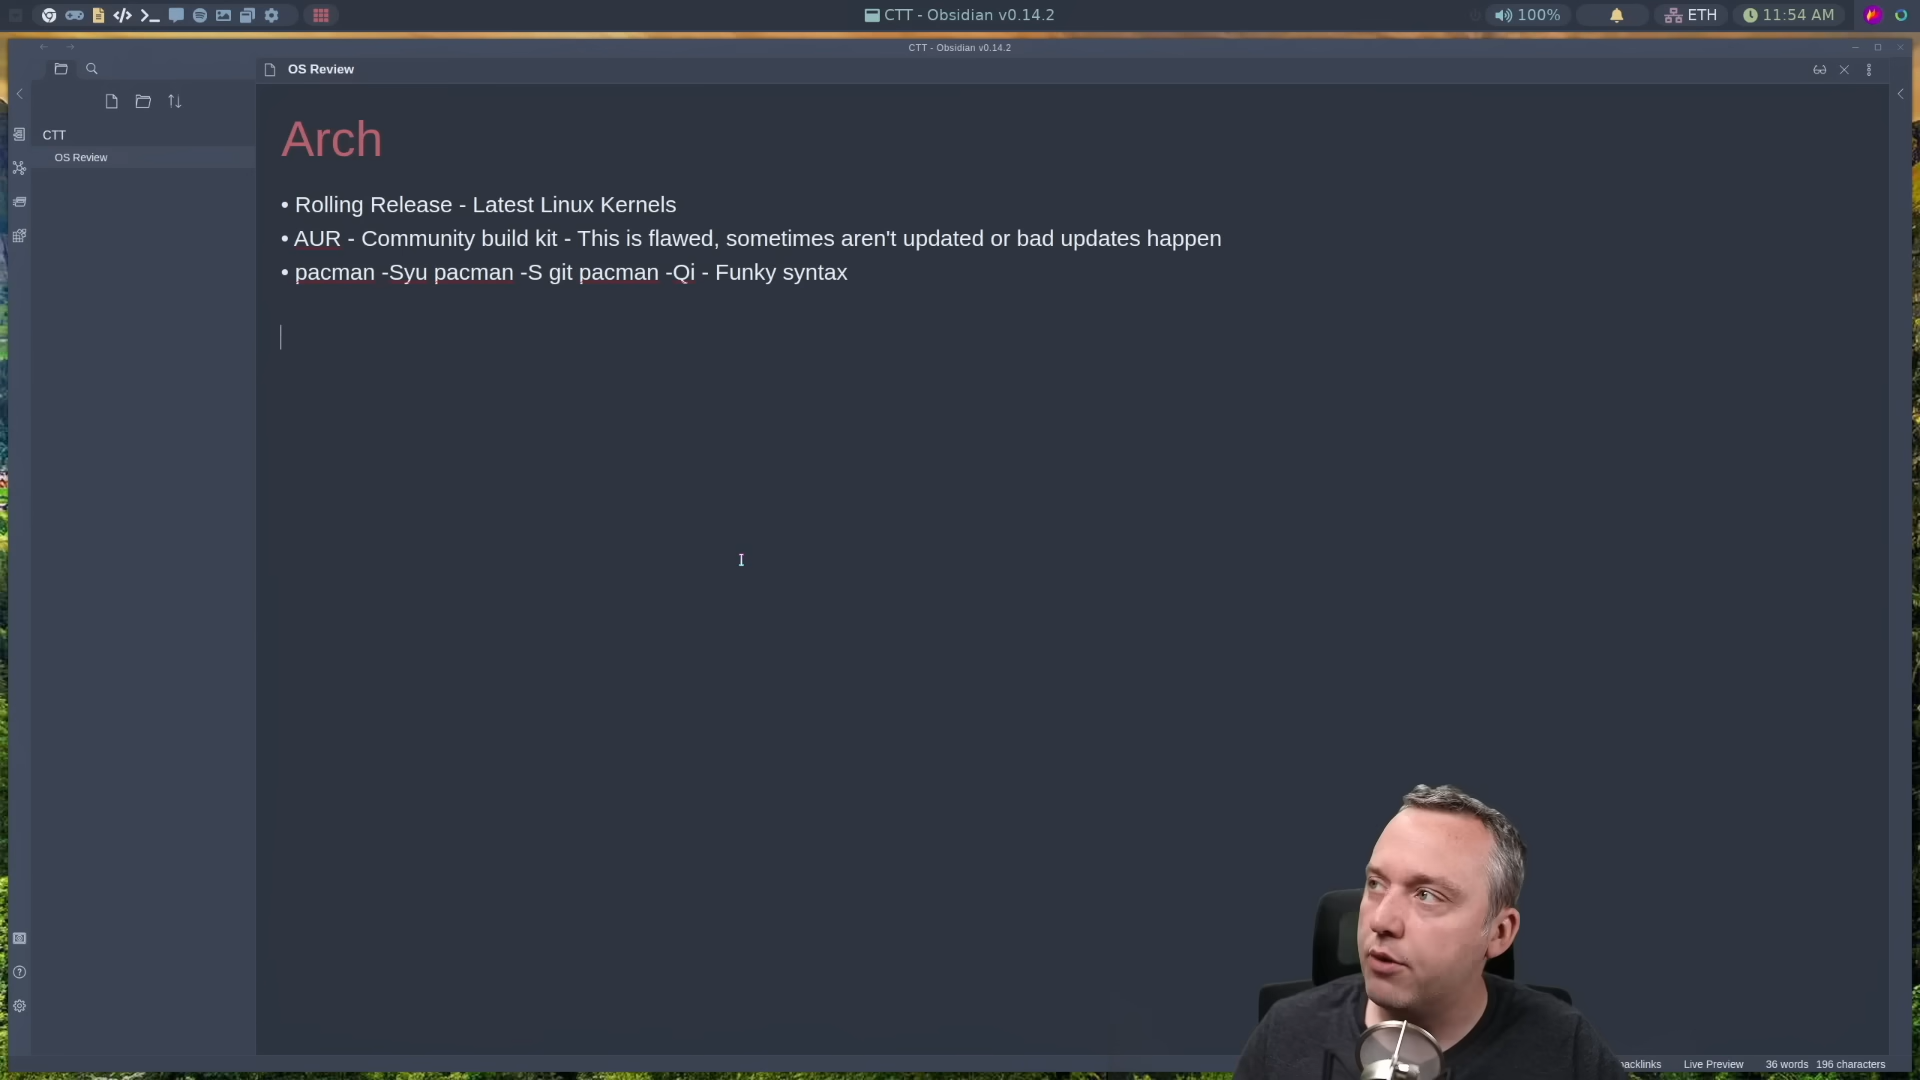 CTT - Obsidian v0.14.2
100%
ETH
11:54 AM
CTT - Obsidian v0.14.2
OS Review
CTT
OS Review
Arch
• Rolling Release - Latest Linux Kernels
• AUR - Community build kit - This is flawed, sometimes aren't updated or bad updates happen
• pacman -Syu pacman -S git pacman -Qi - Funky syntax
backlinks
Live Preview
36 words
196 characters